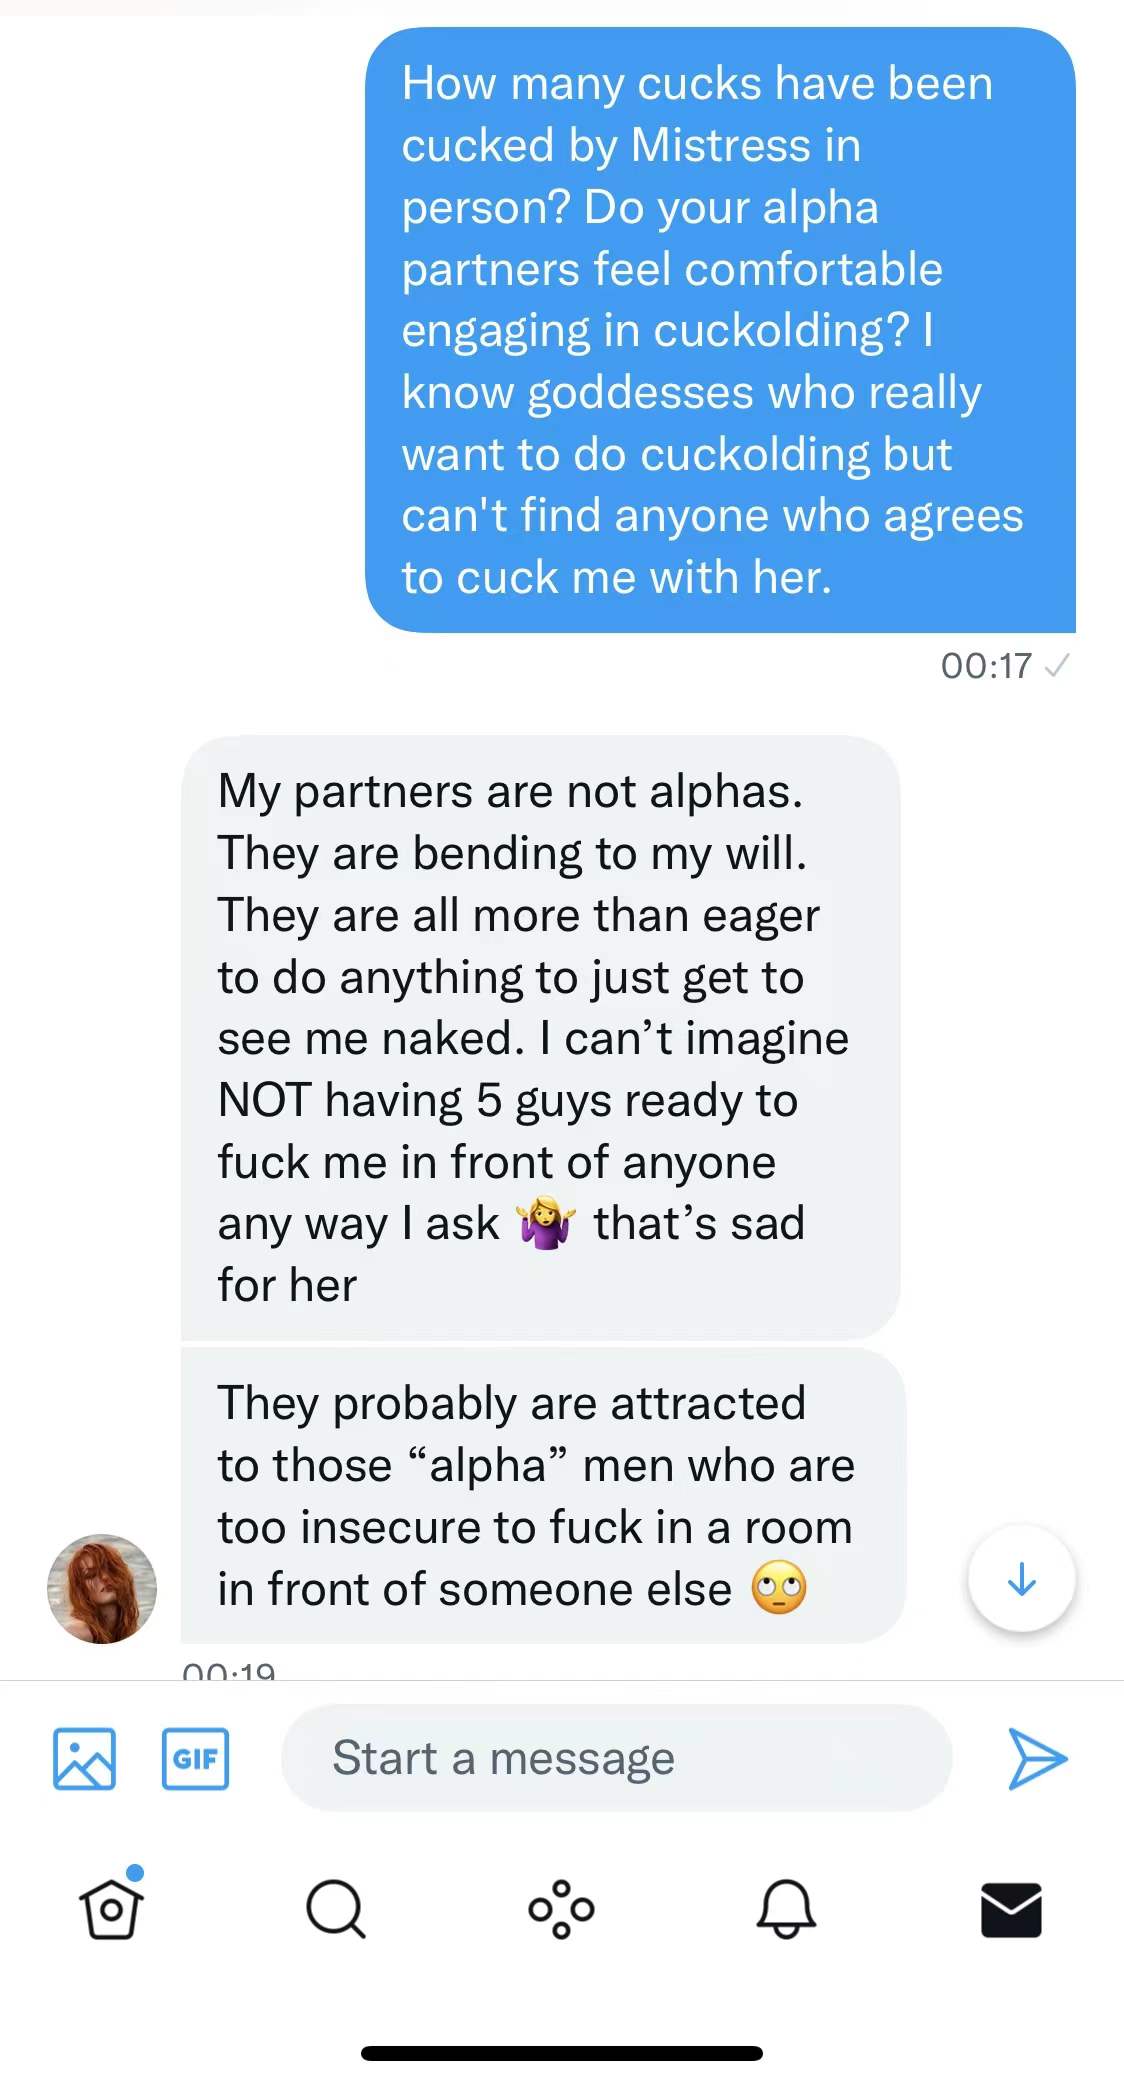 How many cucks have been
cucked by Mistress in
person? Do your alpha
partners feel comfortable
engaging in cuckolding? I
know goddesses who really
want to do cuckolding but
can't find anyone who agrees
to cuck me with her.
00:17
My partners are not alphas.
They are bending to my will.
They are all more than eager
to do anything to just get to
see me naked. I can’t imagine
NOT having 5 guys ready to
fuck me in front of anyone
any way I ask 🤷‍♀️ that’s sad
for her
They probably are attracted
to those “alpha” men who are
too insecure to fuck in a room
in front of someone else 🙄
00:19
GIF
Start a message